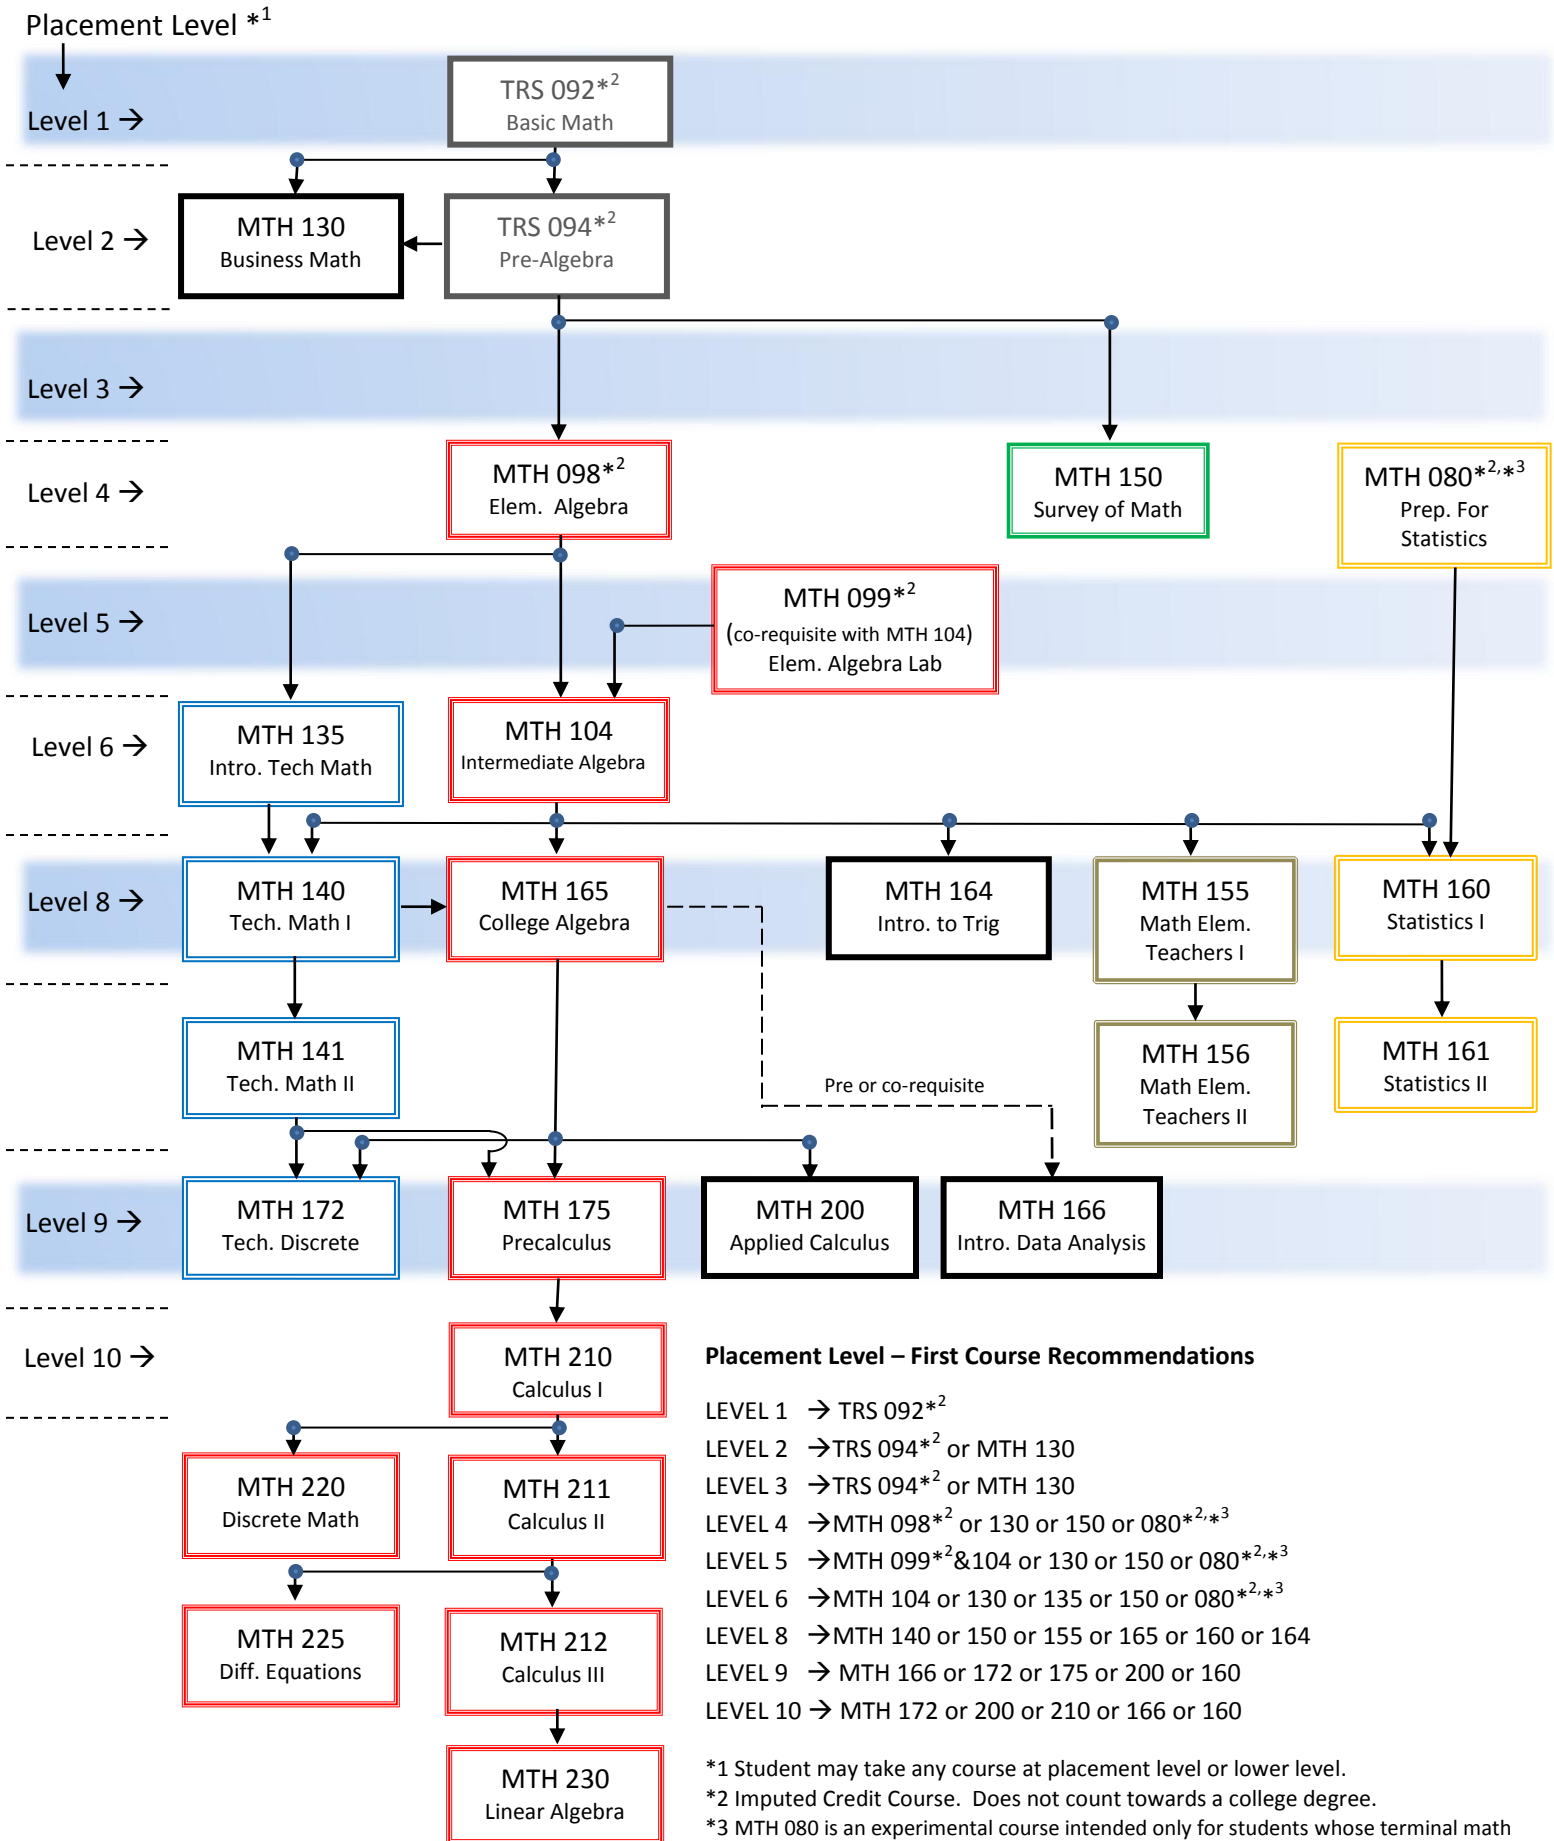 Placement Level *1
Level 1 →
TRS 092*2
Basic Math
Level 2 →
MTH 130
Business Math
TRS 094*2
Pre-Algebra
Level 3 →
Level 4 →
MTH 098*2
Elem. Algebra
MTH 150
Survey of Math
MTH 080*2,*3
Prep. For
Statistics
Level 5 →
MTH 099*2
(co-requisite with MTH 104)
Elem. Algebra Lab
Level 6 →
MTH 135
Intro. Tech Math
MTH 104
Intermediate Algebra
Level 8 →
MTH 140
Tech. Math I
MTH 165
College Algebra
MTH 164
Intro. to Trig
MTH 155
Math Elem.
Teachers I
MTH 160
Statistics I
MTH 141
Tech. Math II
Pre or co-requisite
MTH 156
Math Elem.
Teachers II
MTH 161
Statistics II
Level 9 →
MTH 172
Tech. Discrete
MTH 175
Precalculus
MTH 200
Applied Calculus
MTH 166
Intro. Data Analysis
Level 10 →
MTH 210
Calculus I
MTH 220
Discrete Math
MTH 211
Calculus II
MTH 225
Diff. Equations
MTH 212
Calculus III
MTH 230
Linear Algebra
Placement Level – First Course Recommendations
LEVEL 1 → TRS 092*2
LEVEL 2 →TRS 094*2 or MTH 130
LEVEL 3 →TRS 094*2 or MTH 130
LEVEL 4 →MTH 098*2 or 130 or 150 or 080*2,*3
LEVEL 5 →MTH 099*2&104 or 130 or 150 or 080*2,*3
LEVEL 6 →MTH 104 or 130 or 135 or 150 or 080*2,*3
LEVEL 8 →MTH 140 or 150 or 155 or 165 or 160 or 164
LEVEL 9 → MTH 166 or 172 or 175 or 200 or 160
LEVEL 10 → MTH 172 or 200 or 210 or 166 or 160
*1 Student may take any course at placement level or lower level.
*2 Imputed Credit Course. Does not count towards a college degree.
*3 MTH 080 is an experimental course intended only for students whose terminal math